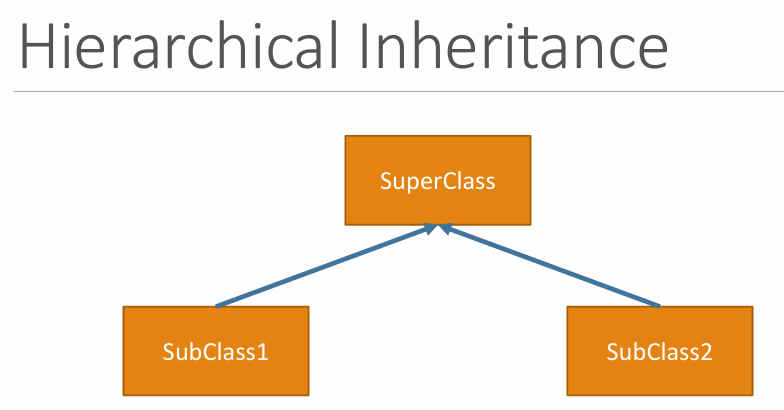 Hierarchical Inheritance
SuperClass
SubClass1
SubClass2